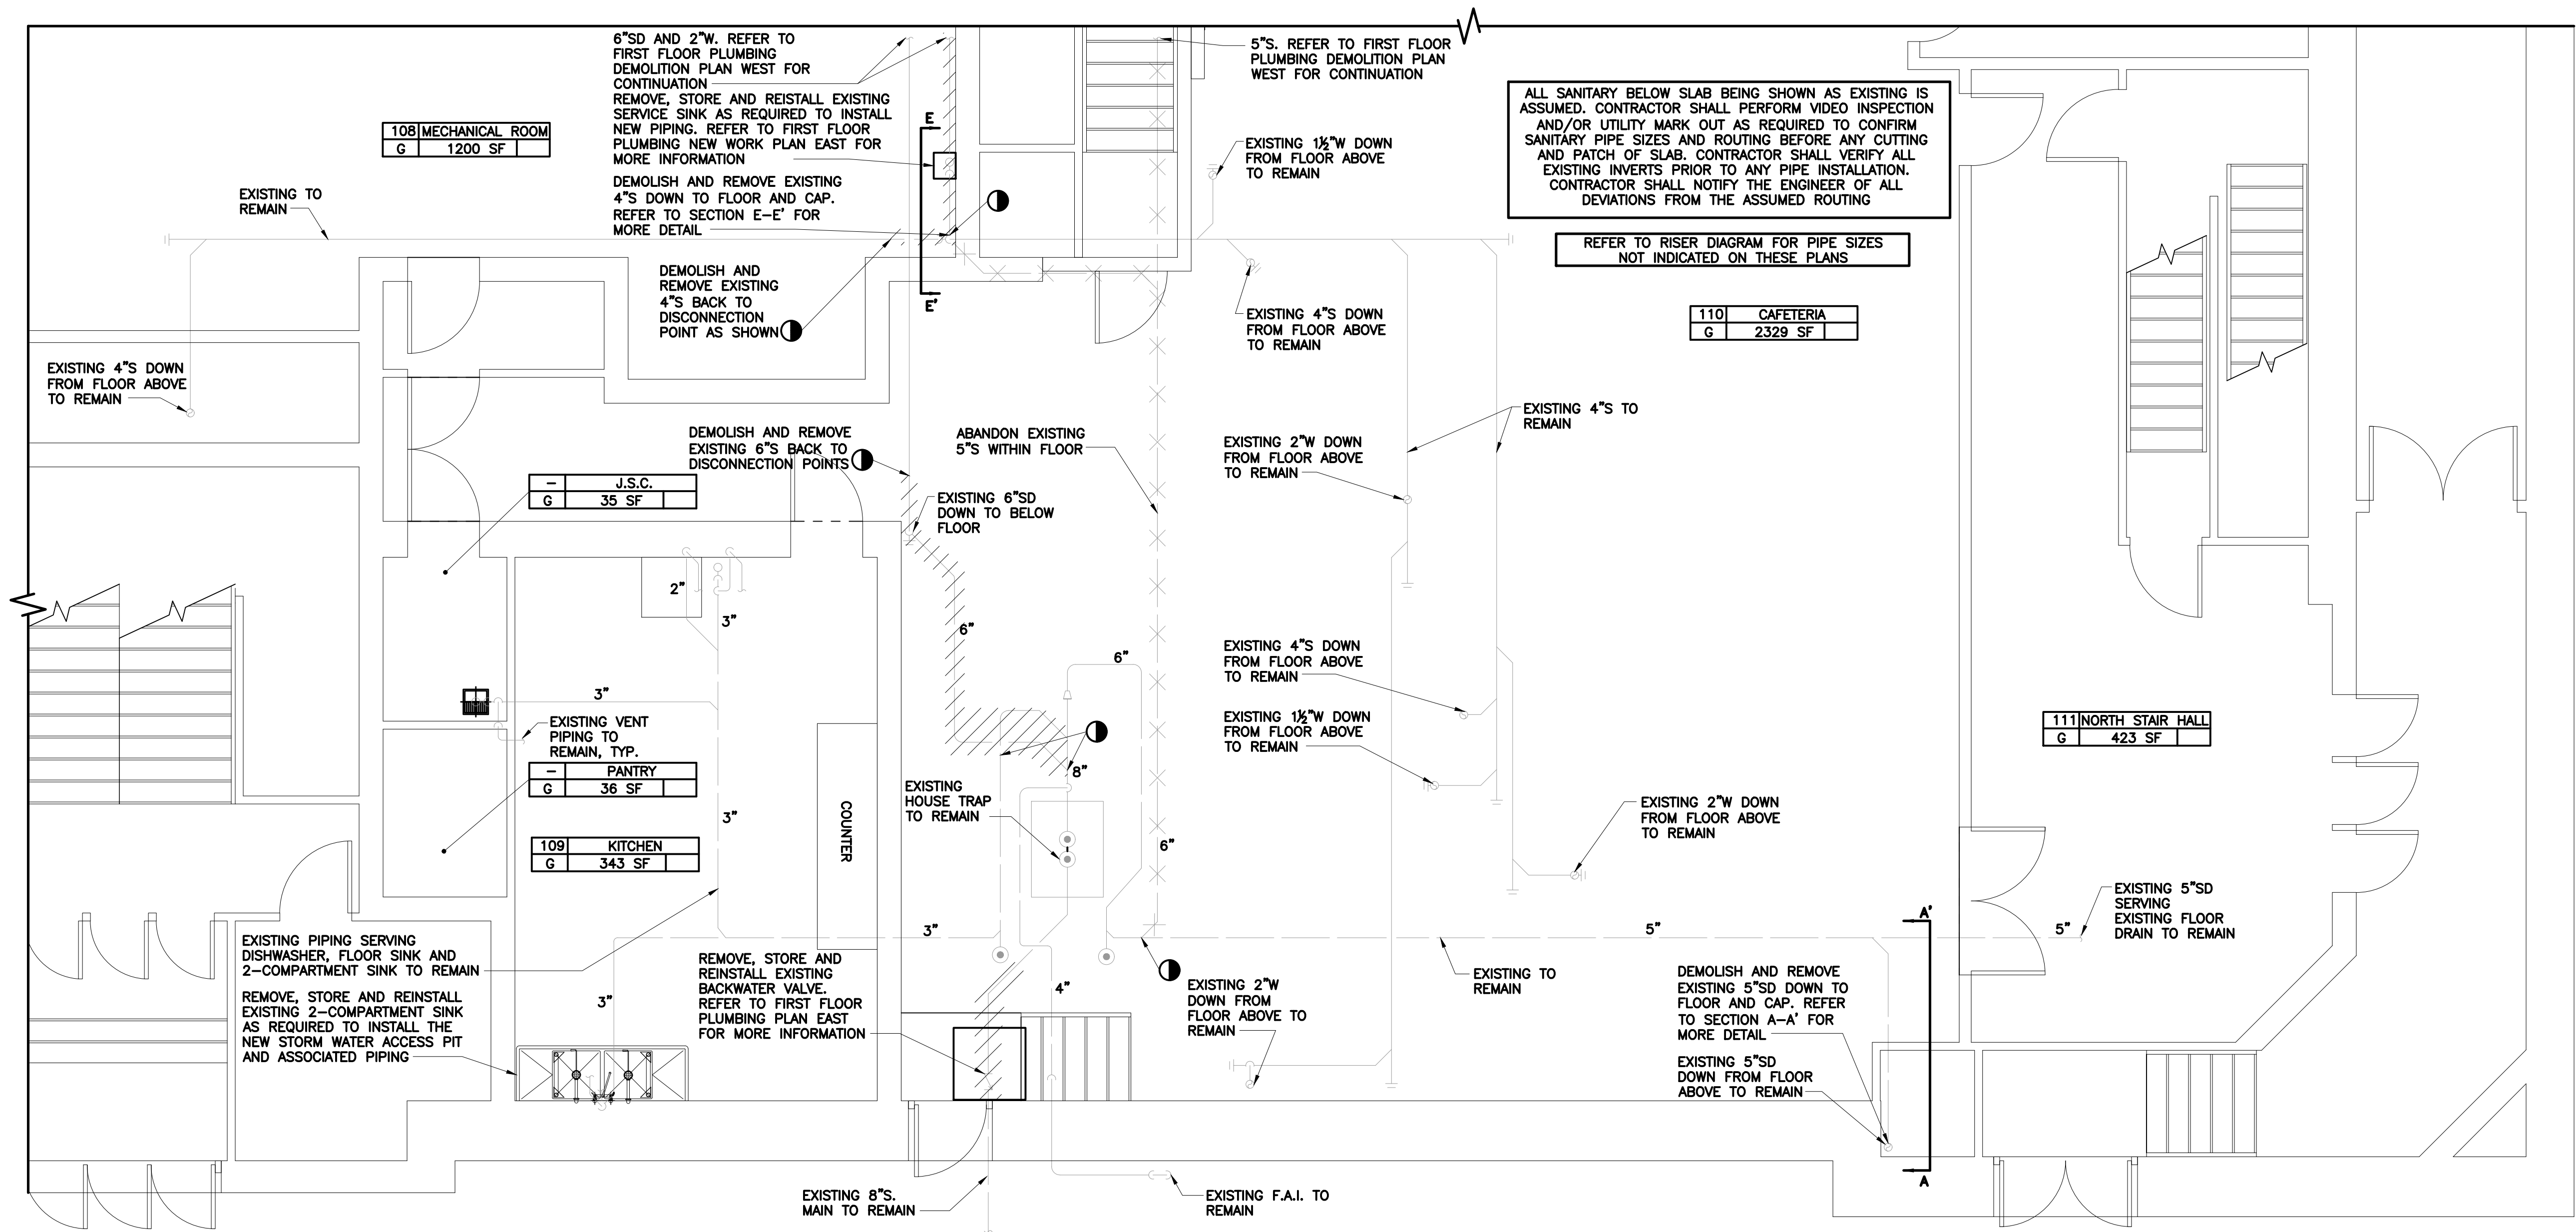 6"SD AND 2"W. REFER TO
FIRST FLOOR PLUMBING
DEMOLITION PLAN WEST FOR
CONTINUATION
REMOVE, STORE AND REISTALL EXISTING
SERVICE SINK AS REQUIRED TO INSTALL
NEW PIPING. REFER TO FIRST FLOOR
PLUMBING NEW WORK PLAN EAST FOR
MORE INFORMATION
DEMOLISH AND REMOVE EXISTING
4"S DOWN TO FLOOR AND CAP.
REFER TO SECTION E-E' FOR
MORE DETAIL
5"S. REFER TO FIRST FLOOR
PLUMBING DEMOLITION PLAN
WEST FOR CONTINUATION
ALL SANITARY BELOW SLAB BEING SHOWN AS EXISTING IS
ASSUMED. CONTRACTOR SHALL PERFORM VIDEO INSPECTION
AND/OR UTILITY MARK OUT AS REQUIRED TO CONFIRM
SANITARY PIPE SIZES AND ROUTING BEFORE ANY CUTTING
AND PATCH OF SLAB. CONTRACTOR SHALL VERIFY ALL
EXISTING INVERTS PRIOR TO ANY PIPE INSTALLATION.
CONTRACTOR SHALL NOTIFY THE ENGINEER OF ALL
DEVIATIONS FROM THE ASSUMED ROUTING
REFER TO RISER DIAGRAM FOR PIPE SIZES
NOT INDICATED ON THESE PLANS
108 MECHANICAL ROOM
G 1200 SF
E
E'
EXISTING 1½"W DOWN
FROM FLOOR ABOVE
TO REMAIN
EXISTING TO
REMAIN
DEMOLISH AND
REMOVE EXISTING
4"S BACK TO
DISCONNECTION
POINT AS SHOWN
EXISTING 4"S DOWN
FROM FLOOR ABOVE
TO REMAIN
110 CAFETERIA
G 2329 SF
EXISTING 4"S DOWN
FROM FLOOR ABOVE
TO REMAIN
EXISTING 4"S TO
REMAIN
DEMOLISH AND REMOVE
EXISTING 6"S BACK TO
DISCONNECTION POINTS
ABANDON EXISTING
5"S WITHIN FLOOR
EXISTING 2"W DOWN
FROM FLOOR ABOVE
TO REMAIN
- J.S.C.
G 35 SF
EXISTING 6"SD
DOWN TO BELOW
FLOOR
2"
3"
6"
6"
EXISTING 4"S DOWN
FROM FLOOR ABOVE
TO REMAIN
3"
EXISTING VENT
PIPING TO
REMAIN, TYP.
EXISTING 1½"W DOWN
FROM FLOOR ABOVE
TO REMAIN
111 NORTH STAIR HALL
G 423 SF
- PANTRY
G 36 SF
8"
EXISTING
HOUSE TRAP
TO REMAIN
3"
COUNTER
109 KITCHEN
G 343 SF
6"
EXISTING 2"W DOWN
FROM FLOOR ABOVE
TO REMAIN
EXISTING 5"SD
SERVING
EXISTING FLOOR
DRAIN TO REMAIN
A'
3"
5"
5"
EXISTING PIPING SERVING
DISHWASHER, FLOOR SINK AND
2-COMPARTMENT SINK TO REMAIN
REMOVE, STORE AND REINSTALL
EXISTING 2-COMPARTMENT SINK
AS REQUIRED TO INSTALL THE
NEW STORM WATER ACCESS PIT
AND ASSOCIATED PIPING
3"
REMOVE, STORE AND
REINSTALL EXISTING
BACKWATER VALVE.
REFER TO FIRST FLOOR
PLUMBING PLAN EAST
FOR MORE INFORMATION
4"
EXISTING 2"W
DOWN FROM
FLOOR ABOVE TO
REMAIN
EXISTING TO
REMAIN
DEMOLISH AND REMOVE
EXISTING 5"SD DOWN TO
FLOOR AND CAP. REFER
TO SECTION A-A' FOR
MORE DETAIL
EXISTING 5"SD
DOWN FROM FLOOR
ABOVE TO REMAIN
A
EXISTING 8"S.
MAIN TO REMAIN
EXISTING F.A.I. TO
REMAIN